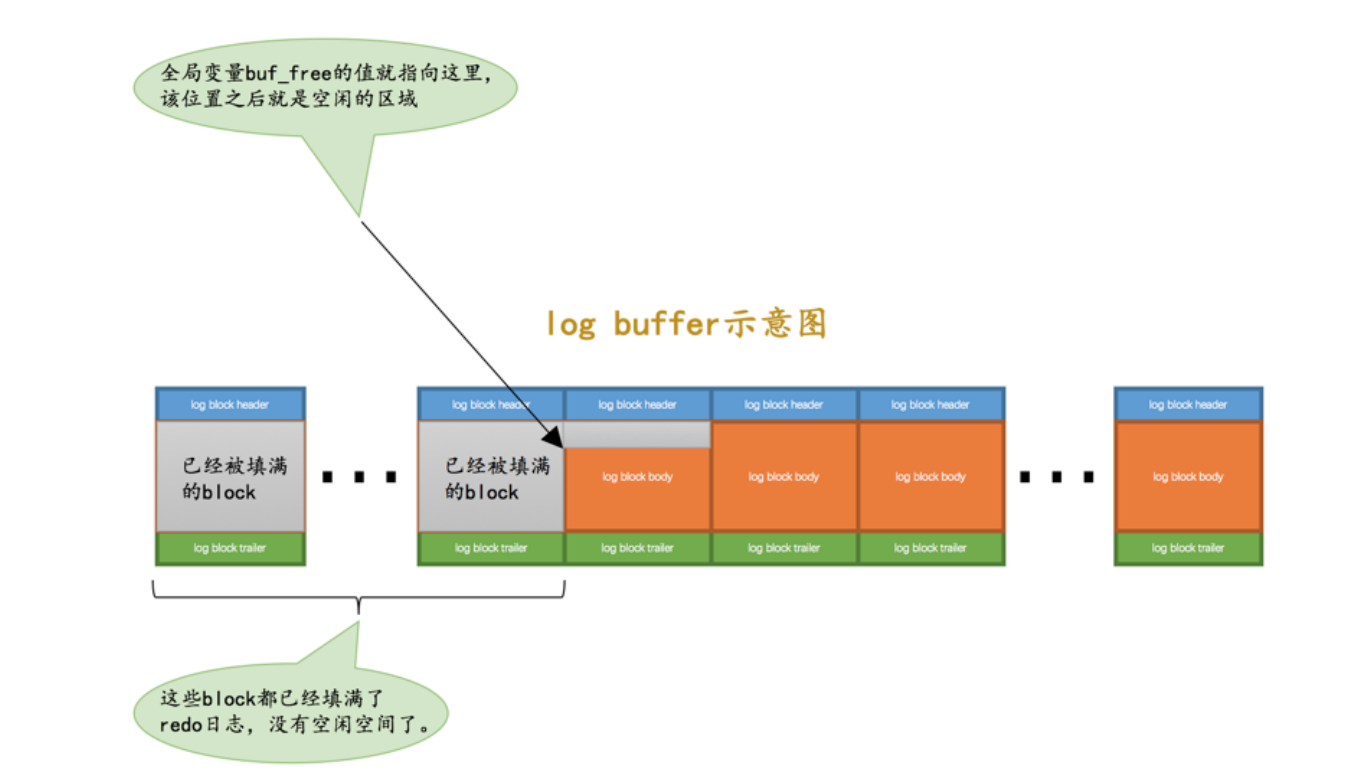 全局变量buf_free的值就指向这里,
该位置之后就是空闲的区域
log buffer示意图
log block header
log block header
log block header
log block header
log block header
log block header
已经被填满
的block
已经被填满
的block
log block body
log block body
log block body
log block body
log block trailer
log block trailer
log block trailer
log block trailer
log block trailer
log block trailer
这些block都已经填满了
redo日志，没有空闲空间了。